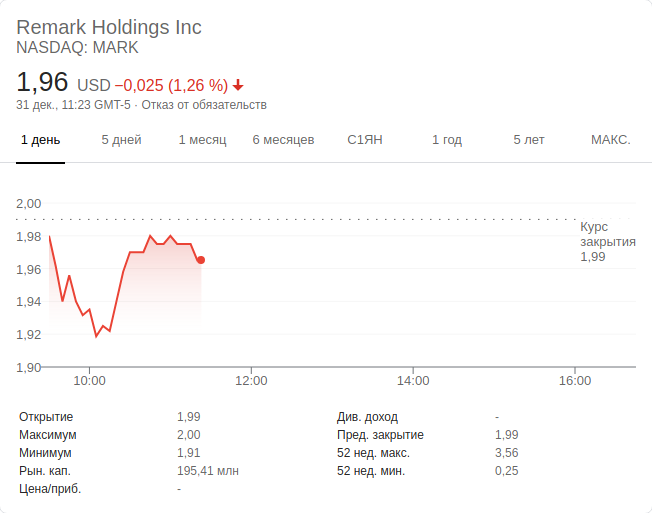 Remark Holdings Inc
NASDAQ: MARK
1,96 USD −0,025 (1,26 %)
31 дек., 11:23 GMT-5 · Отказ от обязательств
1 день 5 дней 1 месяц 6 месяцев С1ЯН 1 год 5 лет МАКС.
2,00
1,98
1,96
1,94
1,92
1,90
Курс
закрытия
1,99
10:00 12:00 14:00 16:00
Открытие 1,99 Див. доход -
Максимум 2,00 Пред. закрытие 1,99
Минимум 1,91 52 нед. макс. 3,56
Рын. кап. 195,41 млн 52 нед. мин. 0,25
Цена/приб. -